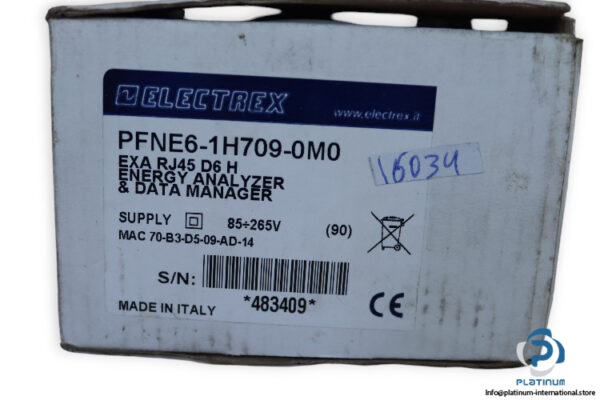 ELECTREX
www.electrex.it
PFNE6-1H709-0M0
EXA RJ45 D6 H
ENERGY ANALYZER
& DATA MANAGER
16034
SUPPLY 85÷265V (90)
MAC 70-B3-D5-09-AD-14
S/N:
*483409*
MADE IN ITALY
CE
PLATINUM
Info@platinum-international.store